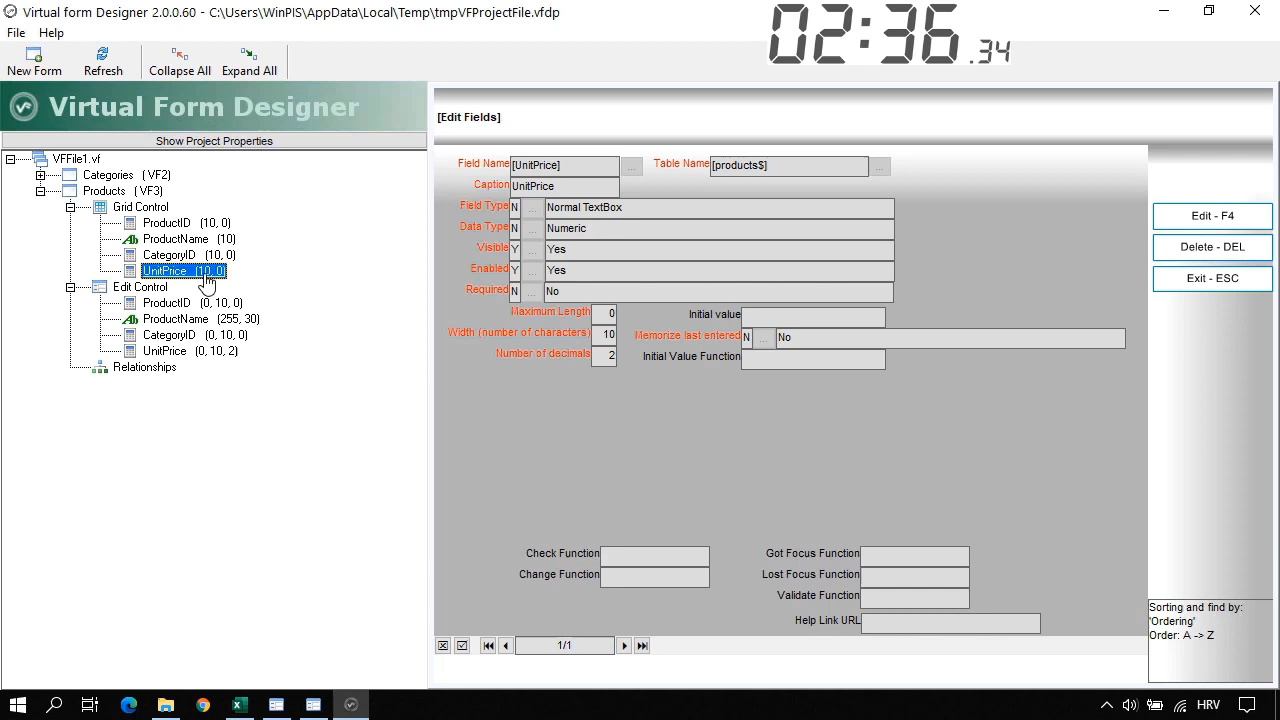 Virtual form Designer 2.0.0.60 - C:\Users\WinPIS\AppData\Local\Temp\tmpVFProjectFile.vfdp
02:36.34
File Help
New Form Refresh Collapse All Expand All
Virtual Form Designer
Show Project Properties
VFFile1.vf
Categories (VF2)
Products (VF3)
Grid Control
ProductID (10, 0)
ProductName (10)
CategoryID (10, 0)
UnitPrice (10, 0)
Edit Control
ProductID (0, 10, 0)
ProductName (255, 30)
CategoryID (0, 10, 0)
UnitPrice (0, 10, 2)
Relationships
[Edit Fields]
Field Name [UnitPrice] ... Table Name [products$] ...
Caption UnitPrice
Field Type N ... Normal TextBox
Data Type N ... Numeric
Visible Y ... Yes
Enabled Y ... Yes
Required N ... No
Maximum Length 0 Initial value
Width (number of characters) 10 Memorize last entered N ... No
Number of decimals 2 Initial Value Function
Check Function Got Focus Function
Change Function Lost Focus Function
Validate Function
Help Link URL
1/1
Edit - F4
Delete - DEL
Exit - ESC
Sorting and find by:
'Ordering'
Order: A -> Z
HRV